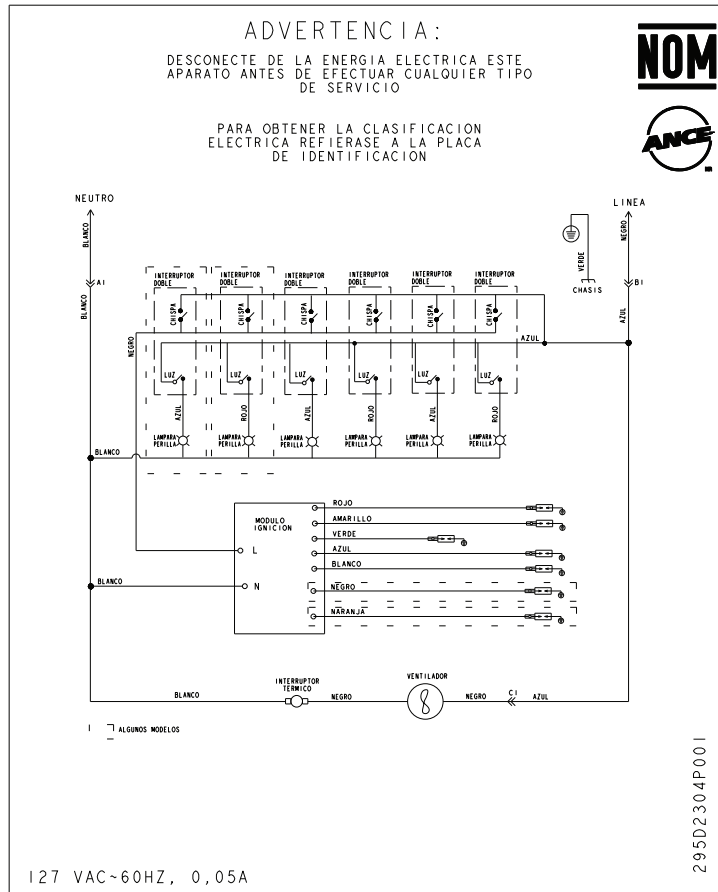 ADVERTENCIA:
DESCONECTE DE LA ENERGIA ELECTRICA ESTE
APARATO ANTES DE EFECTUAR CUALQUIER TIPO
DE SERVICIO
NOM
PARA OBTENER LA CLASIFICACION
ELECTRICA REFIERASE A LA PLACA
DE IDENTIFICACION
ANCE
NEUTRO
LINEA
BLANCO
NEGRO
VERDE
CHASIS
A1
B1
BLANCO
AZUL
INTERRUPTOR
DOBLE
INTERRUPTOR
DOBLE
INTERRUPTOR
DOBLE
INTERRUPTOR
DOBLE
INTERRUPTOR
DOBLE
INTERRUPTOR
DOBLE
CHISPA
CHISPA
CHISPA
CHISPA
CHISPA
CHISPA
NEGRO
AZUL
LUZ
LUZ
LUZ
LUZ
LUZ
LUZ
AZUL
ROJO
AZUL
ROJO
AZUL
ROJO
LAMPARA
PERILLA
LAMPARA
PERILLA
LAMPARA
PERILLA
LAMPARA
PERILLA
LAMPARA
PERILLA
LAMPARA
PERILLA
BLANCO
MODULO
IGNICION
L
N
ROJO
AMARILLO
VERDE
AZUL
BLANCO
NEGRO
NARANJA
BLANCO
BLANCO
INTERRUPTOR
TERMICO
NEGRO
VENTILADOR
NEGRO
C1
AZUL
ALGUNOS MODELOS
295D2304P001
127 VAC~60HZ, 0,05A